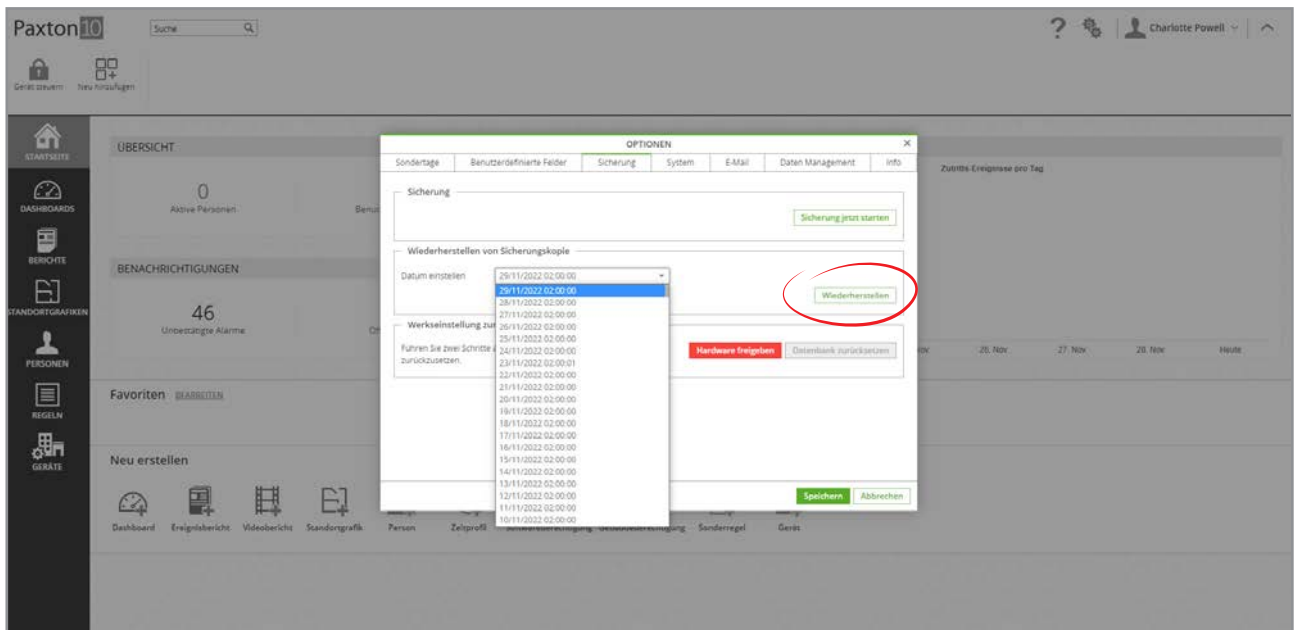 Paxton10
Suche
Charlotte Powell
Gerät steuern
Neu hinzufügen
STARTSEITE
DASHBOARDS
BERICHTE
STANDORTGRAFIKEN
PERSONEN
REGELN
GERÄTE
ÜBERSICHT
0
Aktive Personen
Benut
BENACHRICHTIGUNGEN
46
Unbestätigte Alarme
Of
Favoriten BEARBEITEN
Neu erstellen
Dashboard
Ereignisbericht
Videobericht
Standortgrafik
Person
Zeitprofil
Sonderregel
Gerät
Zutritts-Ereignisse pro Tag
Nov
26. Nov
27. Nov
28. Nov
Heute
OPTIONEN
Sondertage
Benutzerdefinierte Felder
Sicherung
System
E-Mail
Daten Management
Info
Sicherung
Sicherung jetzt starten
Wiederherstellen von Sicherungskopie
Datum einstellen
29/11/2022 02:00:00
Wiederherstellen
29/11/2022 02:00:00
28/11/2022 02:00:00
27/11/2022 02:00:00
26/11/2022 02:00:00
25/11/2022 02:00:00
24/11/2022 02:00:00
23/11/2022 02:00:01
22/11/2022 02:00:00
21/11/2022 02:00:00
20/11/2022 02:00:00
19/11/2022 02:00:00
18/11/2022 02:00:00
17/11/2022 02:00:00
16/11/2022 02:00:00
15/11/2022 02:00:00
14/11/2022 02:00:00
13/11/2022 02:00:00
12/11/2022 02:00:00
11/11/2022 02:00:00
10/11/2022 02:00:00
Werkseinstellung zur
Führen Sie zwei Schritte
zurückzusetzen.
Hardware freigeben
Datenbank zurücksetzen
Speichern
Abbrechen